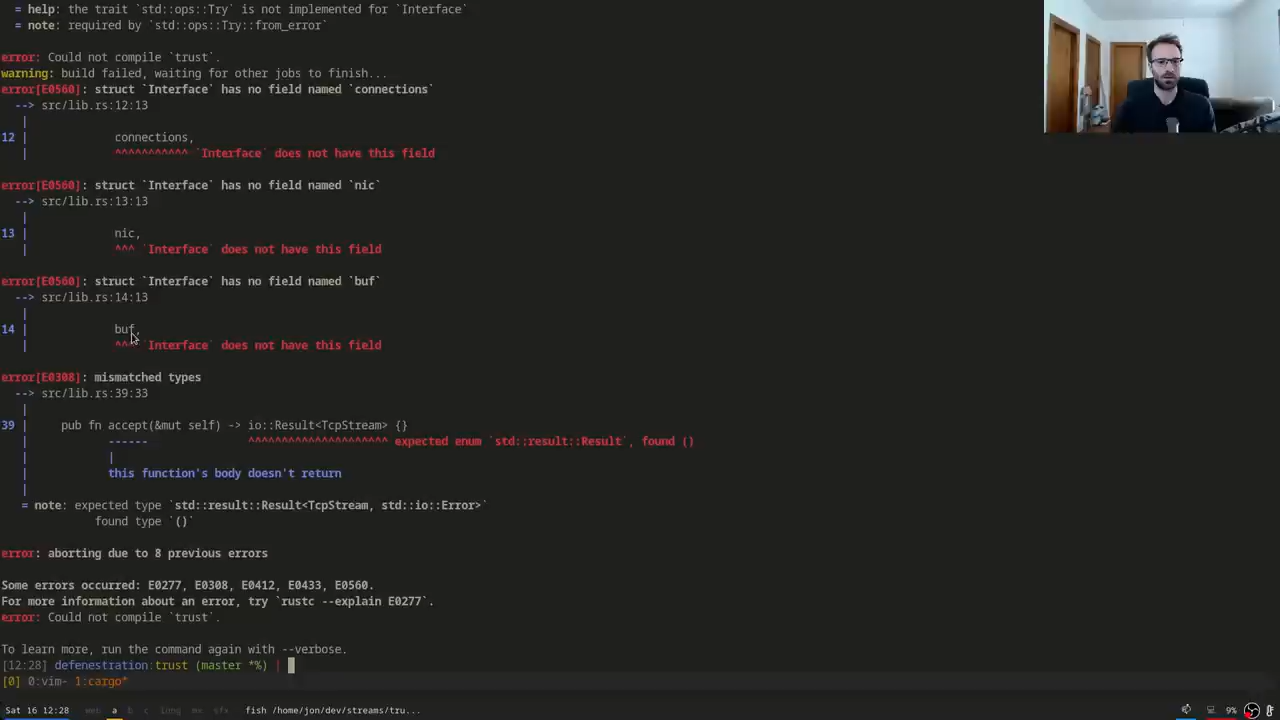 = help: the trait `std::ops::Try` is not implemented for `Interface`
= note: required by `std::ops::Try::from_error`
error: Could not compile `trust`.
warning: build failed, waiting for other jobs to finish...
error[E0560]: struct `Interface` has no field named `connections`
--> src/lib.rs:12:13
|
12 | connections,
| ^^^^^^^^^^^ `Interface` does not have this field
error[E0560]: struct `Interface` has no field named `nic`
--> src/lib.rs:13:13
|
13 | nic,
| ^^^ `Interface` does not have this field
error[E0560]: struct `Interface` has no field named `buf`
--> src/lib.rs:14:13
|
14 | buf,
| ^^^ `Interface` does not have this field
error[E0308]: mismatched types
--> src/lib.rs:39:33
|
39 | pub fn accept(&mut self) -> io::Result<TcpStream> {}
| ------ ^^^^^^^^^^^^^^^^^^^^^ expected enum `std::result::Result`, found ()
| |
| this function's body doesn't return
|
= note: expected type `std::result::Result<TcpStream, std::io::Error>`
found type `()`
error: aborting due to 8 previous errors
Some errors occurred: E0277, E0308, E0412, E0433, E0560.
For more information about an error, try `rustc --explain E0277`.
error: Could not compile `trust`.
To learn more, run the command again with --verbose.
[12:28] defenestration:trust (master *%) |
[0] 0:vim- 1:cargo*
Sat 16 12:28 a b c fish /home/jon/dev/streams/tru... 9%